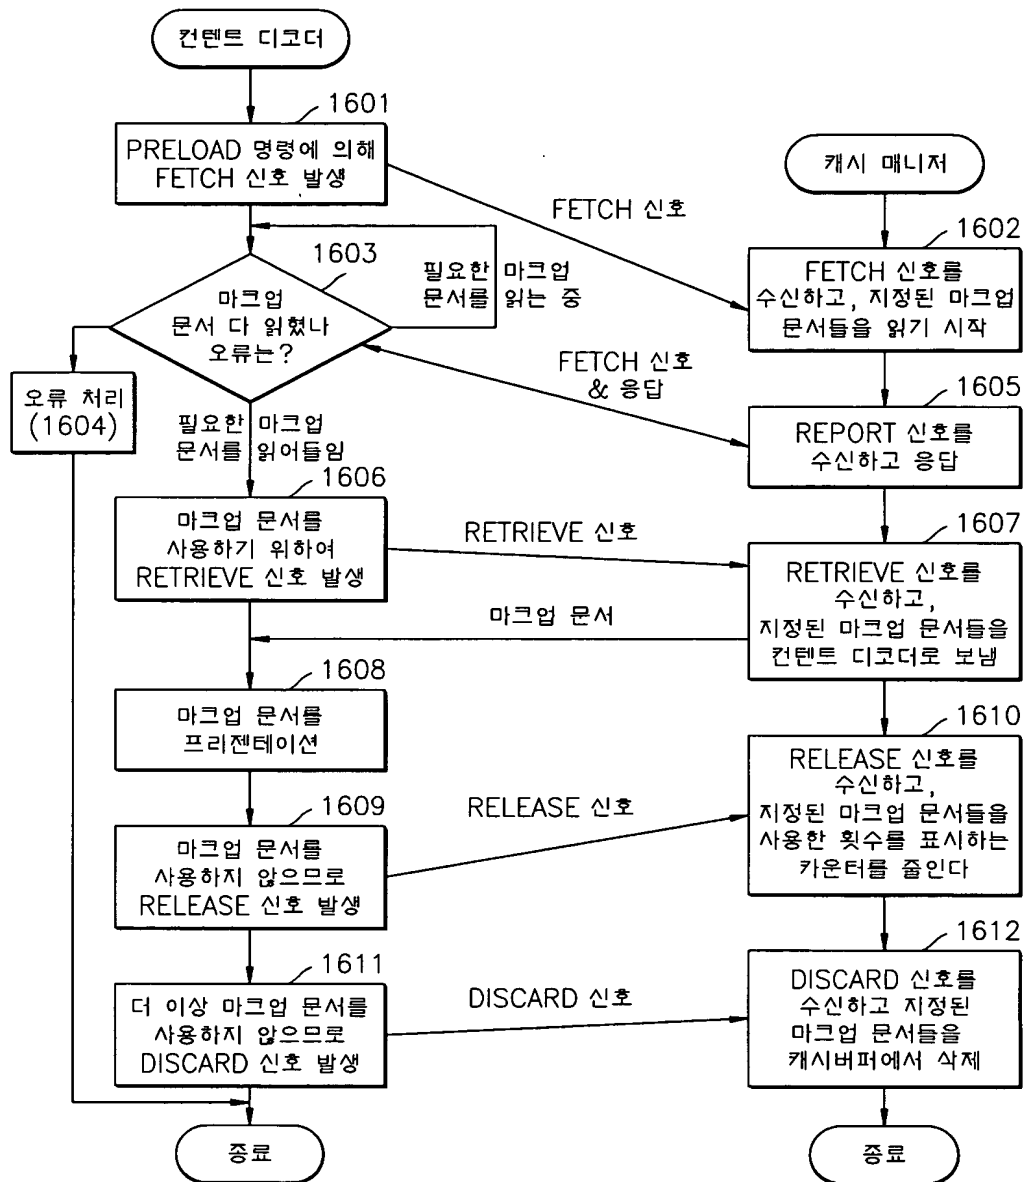 컨텐트 디코더
1601
PRELOAD 명령에 의해
FETCH 신호 발생
캐시 매니저
FETCH 신호
1602
FETCH 신호를
수신하고, 지정된 마크업
문서들을 읽기 시작
1603
마크업
문서 다 읽혔나
오류는?
필요한 마크업
문서를 읽는 중
오류 처리
(1604)
FETCH 신호
& 응답
1605
REPORT 신호를
수신하고 응답
필요한 마크업
문서를 읽어들임
1606
마크업 문서를
사용하기 위하여
RETRIEVE 신호 발생
RETRIEVE 신호
1607
RETRIEVE 신호를
수신하고,
지정된 마크업 문서들을
컨텐트 디코더로 보냄
마크업 문서
1608
마크업 문서를
프리젠테이션
1610
RELEASE 신호를
수신하고,
지정된 마크업 문서들을
사용한 횟수를 표시하는
카운터를 줄인다
1609
마크업 문서를
사용하지 않으므로
RELEASE 신호 발생
RELEASE 신호
1611
더 이상 마크업 문서를
사용하지 않으므로
DISCARD 신호 발생
DISCARD 신호
1612
DISCARD 신호를
수신하고 지정된
마크업 문서들을
캐시버퍼에서 삭제
종료
종료